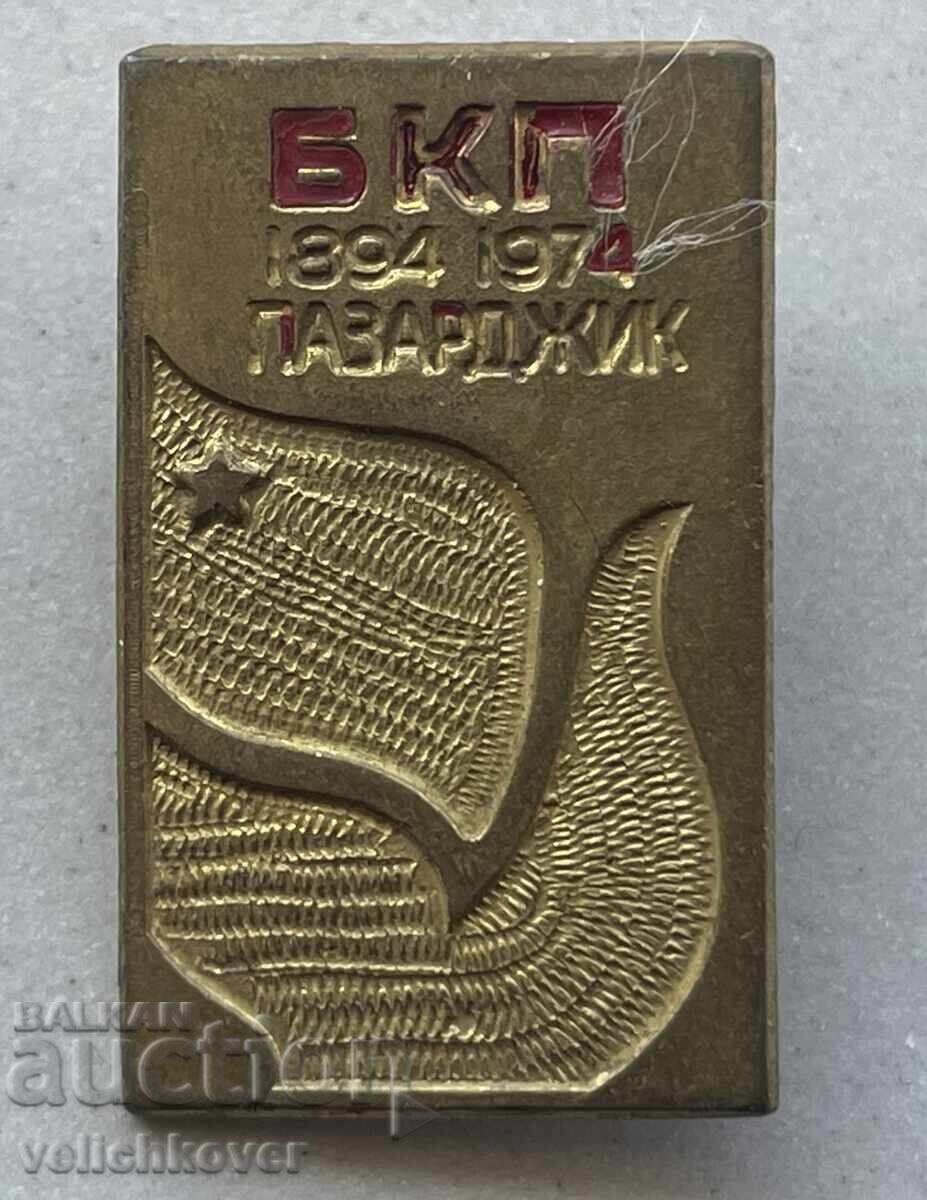 БКП
1894 1974
ПАЗАРДЖИК
BALKAN
auction
velichkover